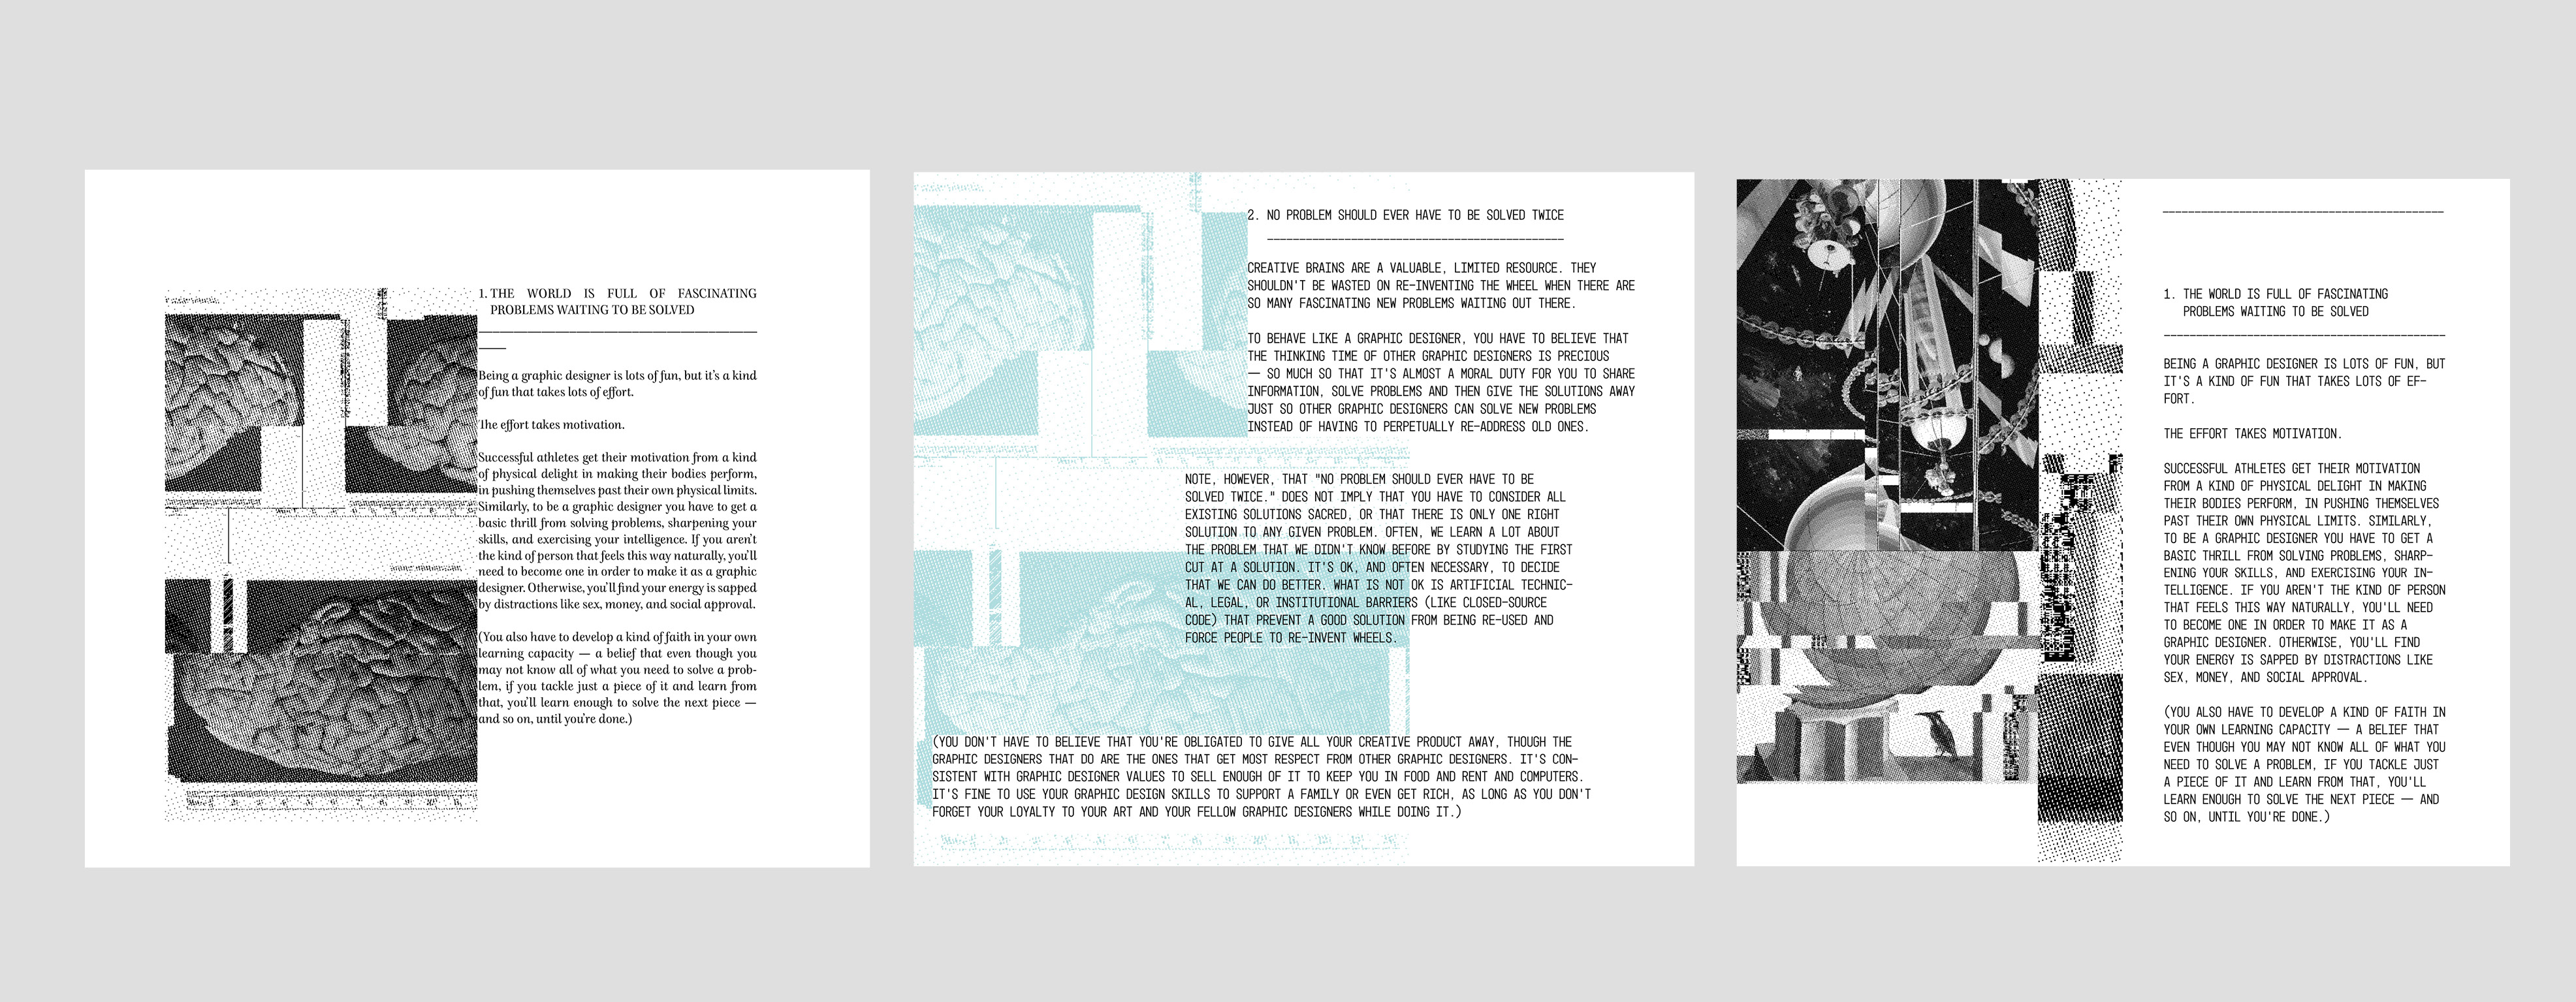 1. THE WORLD IS FULL OF FASCINATING
PROBLEMS WAITING TO BE SOLVED
Being a graphic designer is lots of fun, but it's a kind
of fun that takes lots of effort.
The effort takes motivation.
Successful athletes get their motivation from a kind
of physical delight in making their bodies perform,
in pushing themselves past their own physical limits.
Similarly, to be a graphic designer you have to get a
basic thrill from solving problems, sharpening your
skills, and exercising your intelligence. If you aren't
the kind of person that feels this way naturally, you'll
need to become one in order to make it as a graphic
designer. Otherwise, you'll find your energy is sapped
by distractions like sex, money, and social approval.
(You also have to develop a kind of faith in your own
learning capacity — a belief that even though you
may not know all of what you need to solve a prob-
lem, if you tackle just a piece of it and learn from
that, you'll learn enough to solve the next piece —
and so on, until you're done.)
2. NO PROBLEM SHOULD EVER HAVE TO BE SOLVED TWICE
CREATIVE BRAINS ARE A VALUABLE, LIMITED RESOURCE. THEY
SHOULDN'T BE WASTED ON RE-INVENTING THE WHEEL WHEN THERE ARE
SO MANY FASCINATING NEW PROBLEMS WAITING OUT THERE.
TO BEHAVE LIKE A GRAPHIC DESIGNER, YOU HAVE TO BELIEVE THAT
THE THINKING TIME OF OTHER GRAPHIC DESIGNERS IS PRECIOUS
— SO MUCH SO THAT IT'S ALMOST A MORAL DUTY FOR YOU TO SHARE
INFORMATION, SOLVE PROBLEMS AND THEN GIVE THE SOLUTIONS AWAY
JUST SO OTHER GRAPHIC DESIGNERS CAN SOLVE NEW PROBLEMS
INSTEAD OF HAVING TO PERPETUALLY RE-ADDRESS OLD ONES.
NOTE, HOWEVER, THAT "NO PROBLEM SHOULD EVER HAVE TO BE
SOLVED TWICE." DOES NOT IMPLY THAT YOU HAVE TO CONSIDER ALL
EXISTING SOLUTIONS SACRED, OR THAT THERE IS ONLY ONE RIGHT
SOLUTION TO ANY GIVEN PROBLEM. OFTEN, WE LEARN A LOT ABOUT
THE PROBLEM THAT WE DIDN'T KNOW BEFORE BY STUDYING THE FIRST
CUT AT A SOLUTION. IT'S OK, AND OFTEN NECESSARY, TO DECIDE
THAT WE CAN DO BETTER. WHAT IS NOT OK IS ARTIFICIAL TECHNIC-
AL, LEGAL, OR INSTITUTIONAL BARRIERS (LIKE CLOSED-SOURCE
CODE) THAT PREVENT A GOOD SOLUTION FROM BEING RE-USED AND
FORCE PEOPLE TO RE-INVENT WHEELS.
(YOU DON'T HAVE TO BELIEVE THAT YOU'RE OBLIGATED TO GIVE ALL YOUR CREATIVE PRODUCT AWAY, THOUGH THE
GRAPHIC DESIGNERS THAT DO ARE THE ONES THAT GET MOST RESPECT FROM OTHER GRAPHIC DESIGNERS. IT'S CON-
SISTENT WITH GRAPHIC DESIGNER VALUES TO SELL ENOUGH OF IT TO KEEP YOU IN FOOD AND RENT AND COMPUTERS.
IT'S FINE TO USE YOUR GRAPHIC DESIGN SKILLS TO SUPPORT A FAMILY OR EVEN GET RICH, AS LONG AS YOU DON'T
FORGET YOUR LOYALTY TO YOUR ART AND YOUR FELLOW GRAPHIC DESIGNERS WHILE DOING IT.)
1. THE WORLD IS FULL OF FASCINATING
PROBLEMS WAITING TO BE SOLVED
BEING A GRAPHIC DESIGNER IS LOTS OF FUN, BUT
IT'S A KIND OF FUN THAT TAKES LOTS OF EF-
FORT.
THE EFFORT TAKES MOTIVATION.
SUCCESSFUL ATHLETES GET THEIR MOTIVATION
FROM A KIND OF PHYSICAL DELIGHT IN MAKING
THEIR BODIES PERFORM, IN PUSHING THEMSELVES
PAST THEIR OWN PHYSICAL LIMITS. SIMILARLY,
TO BE A GRAPHIC DESIGNER YOU HAVE TO GET A
BASIC THRILL FROM SOLVING PROBLEMS, SHARP-
ENING YOUR SKILLS, AND EXERCISING YOUR IN-
TELLIGENCE. IF YOU AREN'T THE KIND OF PERSON
THAT FEELS THIS WAY NATURALLY, YOU'LL NEED
TO BECOME ONE IN ORDER TO MAKE IT AS A
GRAPHIC DESIGNER. OTHERWISE, YOU'LL FIND
YOUR ENERGY IS SAPPED BY DISTRACTIONS LIKE
SEX, MONEY, AND SOCIAL APPROVAL.
(YOU ALSO HAVE TO DEVELOP A KIND OF FAITH IN
YOUR OWN LEARNING CAPACITY — A BELIEF THAT
EVEN THOUGH YOU MAY NOT KNOW ALL OF WHAT YOU
NEED TO SOLVE A PROBLEM, IF YOU TACKLE JUST
A PIECE OF IT AND LEARN FROM THAT, YOU'LL
LEARN ENOUGH TO SOLVE THE NEXT PIECE — AND
SO ON, UNTIL YOU'RE DONE.)